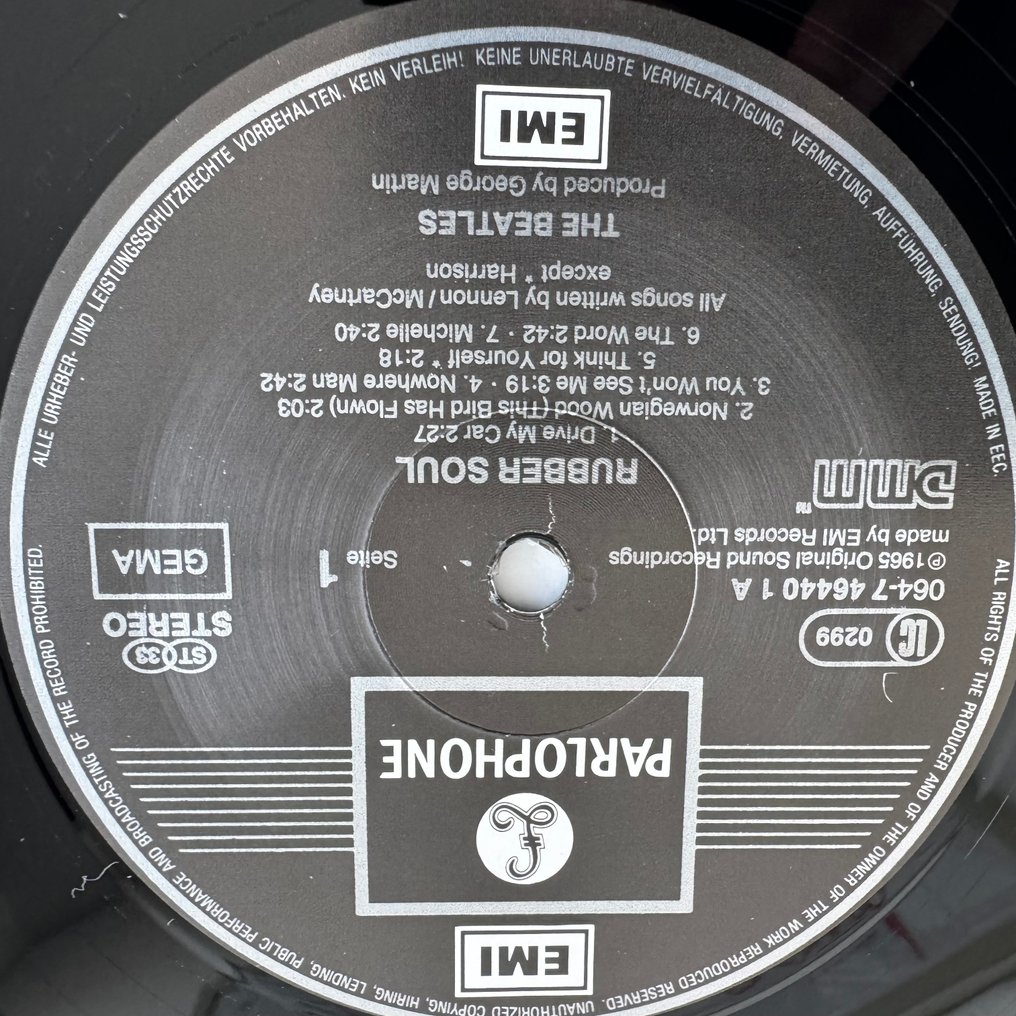 EMI
PARLOPHONE
ST 33
STEREO
GEMA
LC 0299
064-7 46440 1 A
℗1965 Original Sound Recordings
made by EMI Records Ltd.
DMM TM
Seite 1
RUBBER SOUL
1. Drive My Car 2:27
2. Norwegian Wood (This Bird Has Flown) 2:03
3. You Won't See Me 3:19 · 4. Nowhere Man 2:42
5. Think for Yourself * 2:18
6. The Word 2:42 · 7. Michelle 2:40
All songs written by Lennon / McCartney
except * Harrison
THE BEATLES
Produced by George Martin
EMI
ALL RIGHTS OF THE PRODUCER AND OF THE OWNER OF THE WORK REPRODUCED RESERVED. UNAUTHORIZED COPYING, HIRING, LENDING, PUBLIC PERFORMANCE AND BROADCASTING OF THE RECORD PROHIBITED.
ALLE URHEBER- UND LEISTUNGSSCHUTZRECHTE VORBEHALTEN. KEIN VERLEIH! KEINE UNERLAUBTE VERVIELFÄLTIGUNG, VERMIETUNG, AUFFÜHRUNG, SENDUNG! MADE IN EEC.